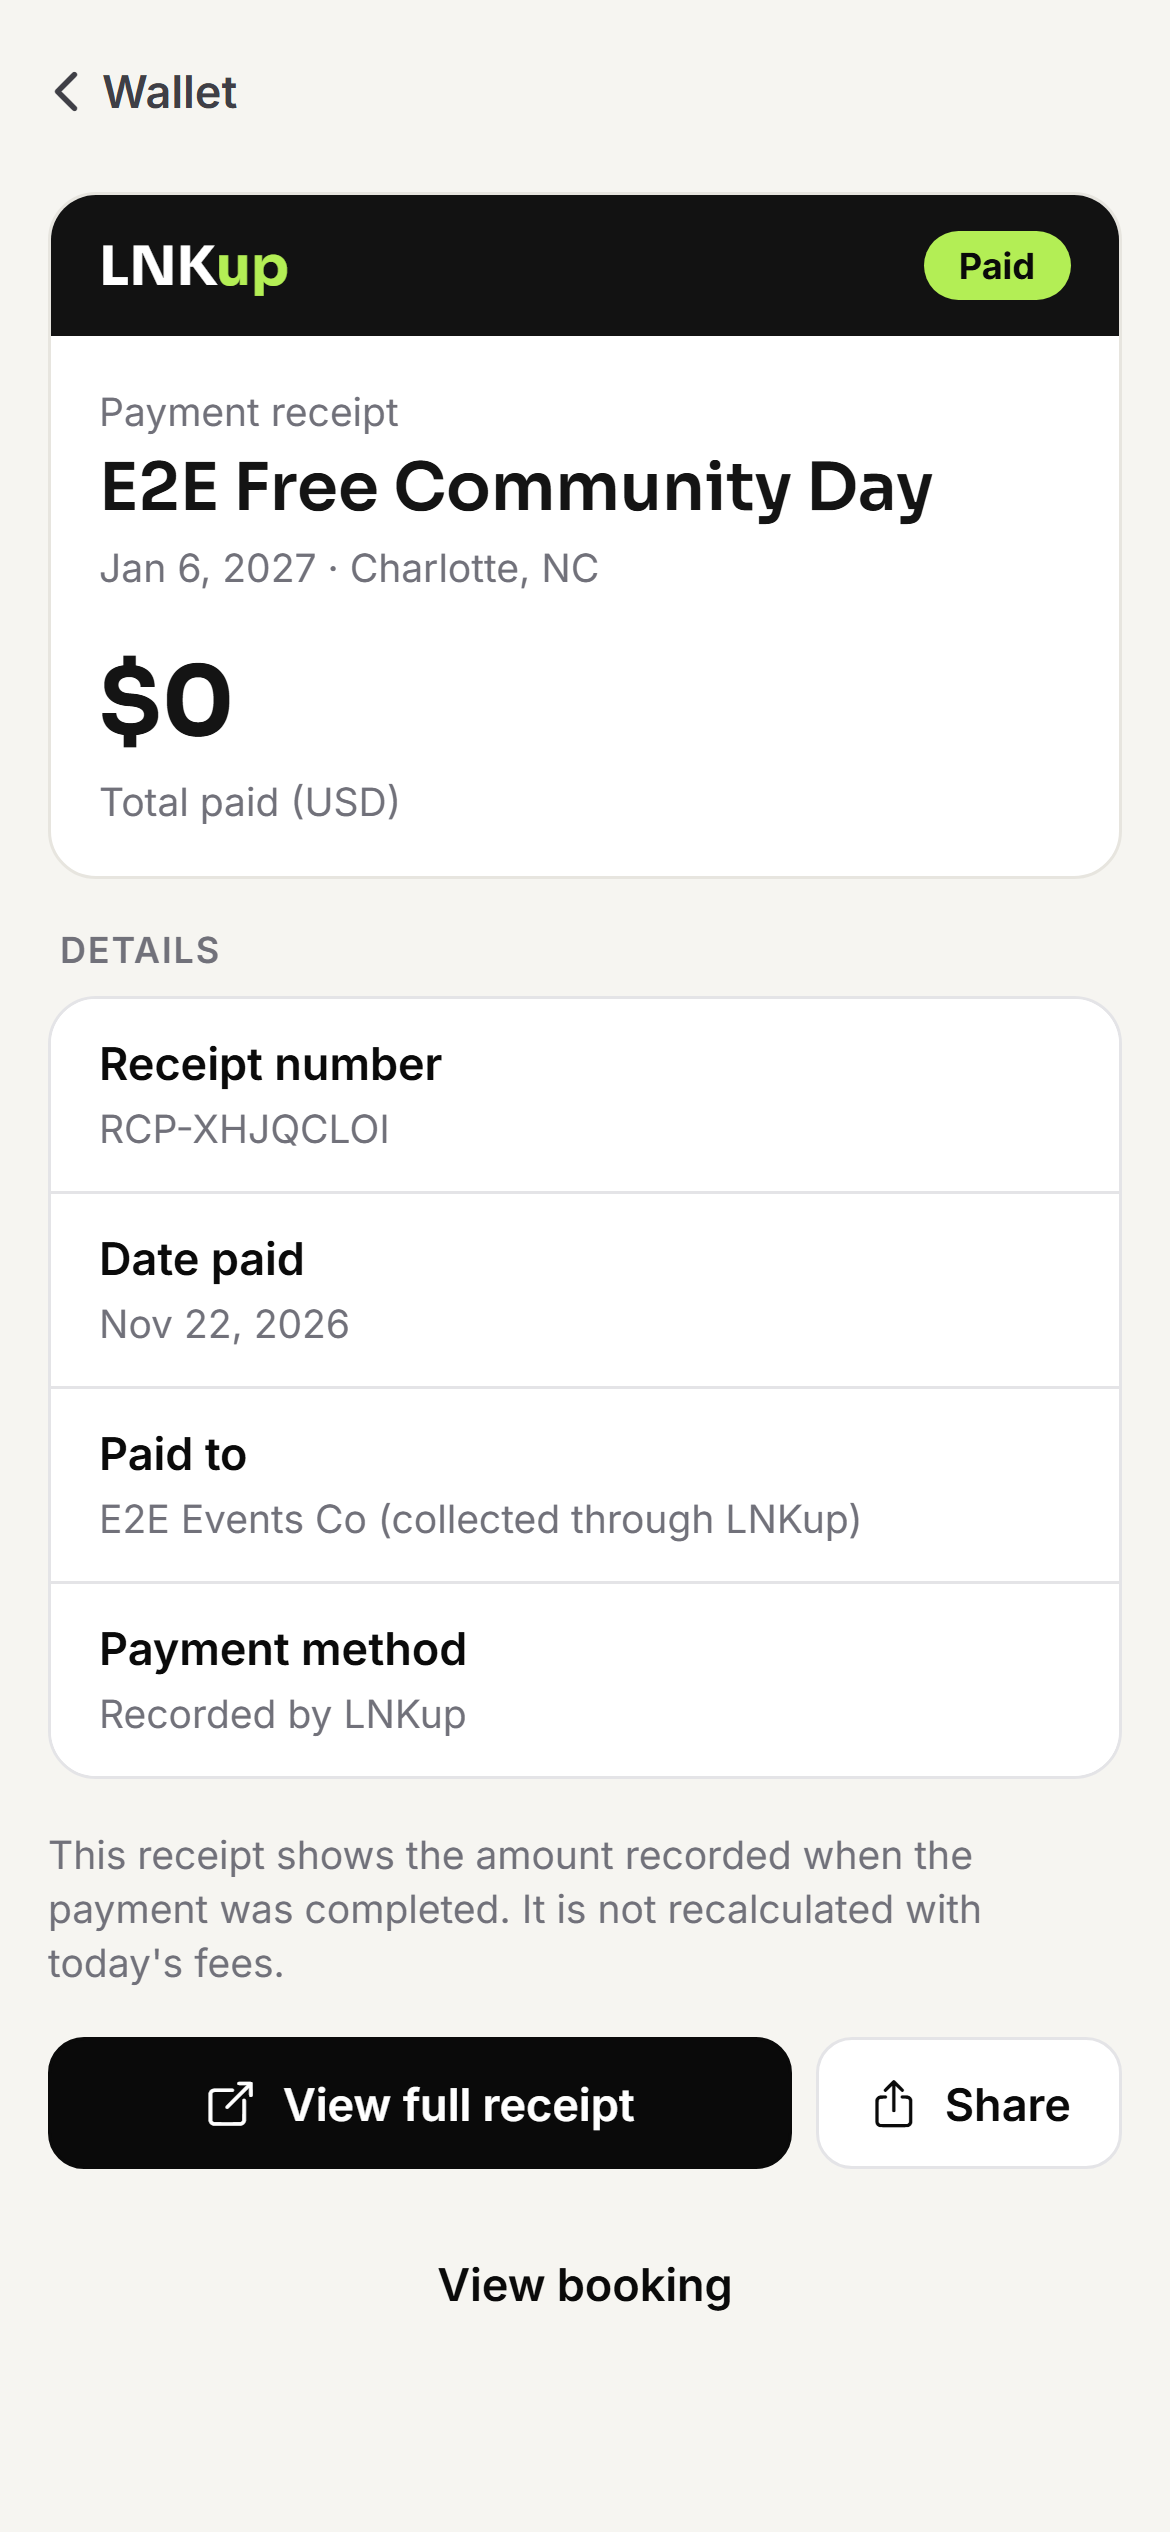 Wallet
LNKup
Paid
Payment receipt
E2E Free Community Day
Jan 6, 2027 · Charlotte, NC
$0
Total paid (USD)
DETAILS
Receipt number
RCP-XHJQCLOI
Date paid
Nov 22, 2026
Paid to
E2E Events Co (collected through LNKup)
Payment method
Recorded by LNKup
This receipt shows the amount recorded when the
payment was completed. It is not recalculated with
today's fees.
View full receipt
Share
View booking